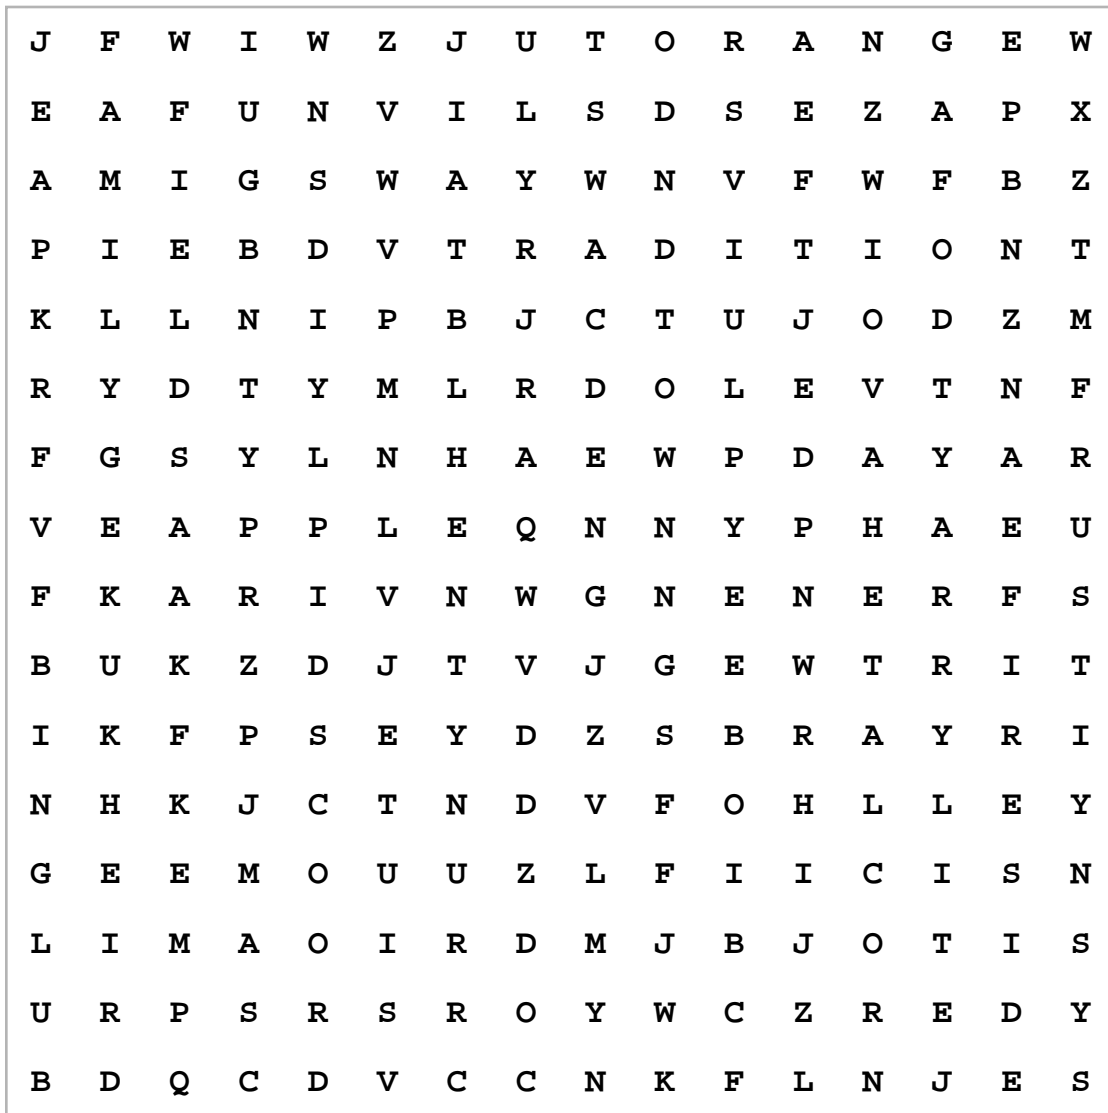 J F W I W Z J U T O R A N G E W
E A F U N V I L S D S E Z A P X
A M I G S W A Y W N V F W F B Z
P I E B D V T R A D I T I O N T
K L L N I P B J C T U J O D Z M
R Y D T Y M L R D O L E V T N F
F G S Y L N H A E W P D A Y A R
V E A P P L E Q N N Y P H A E U
F K A R I V N W G N E N E R F S
B U K Z D J T V J G E W T R I T
I K F P S E Y D Z S B R A Y R I
N H K J C T N D V F O H L L E Y
G E E M O U U Z L F I I C I S N
L I M A O I R D M J B J O T I S
U R P S R S R O Y W C Z R E D Y
B D Q C D V C C N K F L N J E S